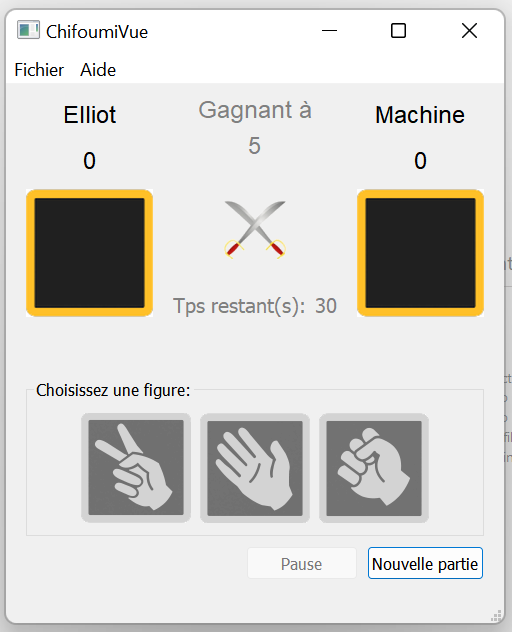 ChifoumiVue
Fichier Aide
Elliot
Gagnant à
Machine
0
5
0
Tps restant(s): 30
Choisissez une figure:
Pause
Nouvelle partie